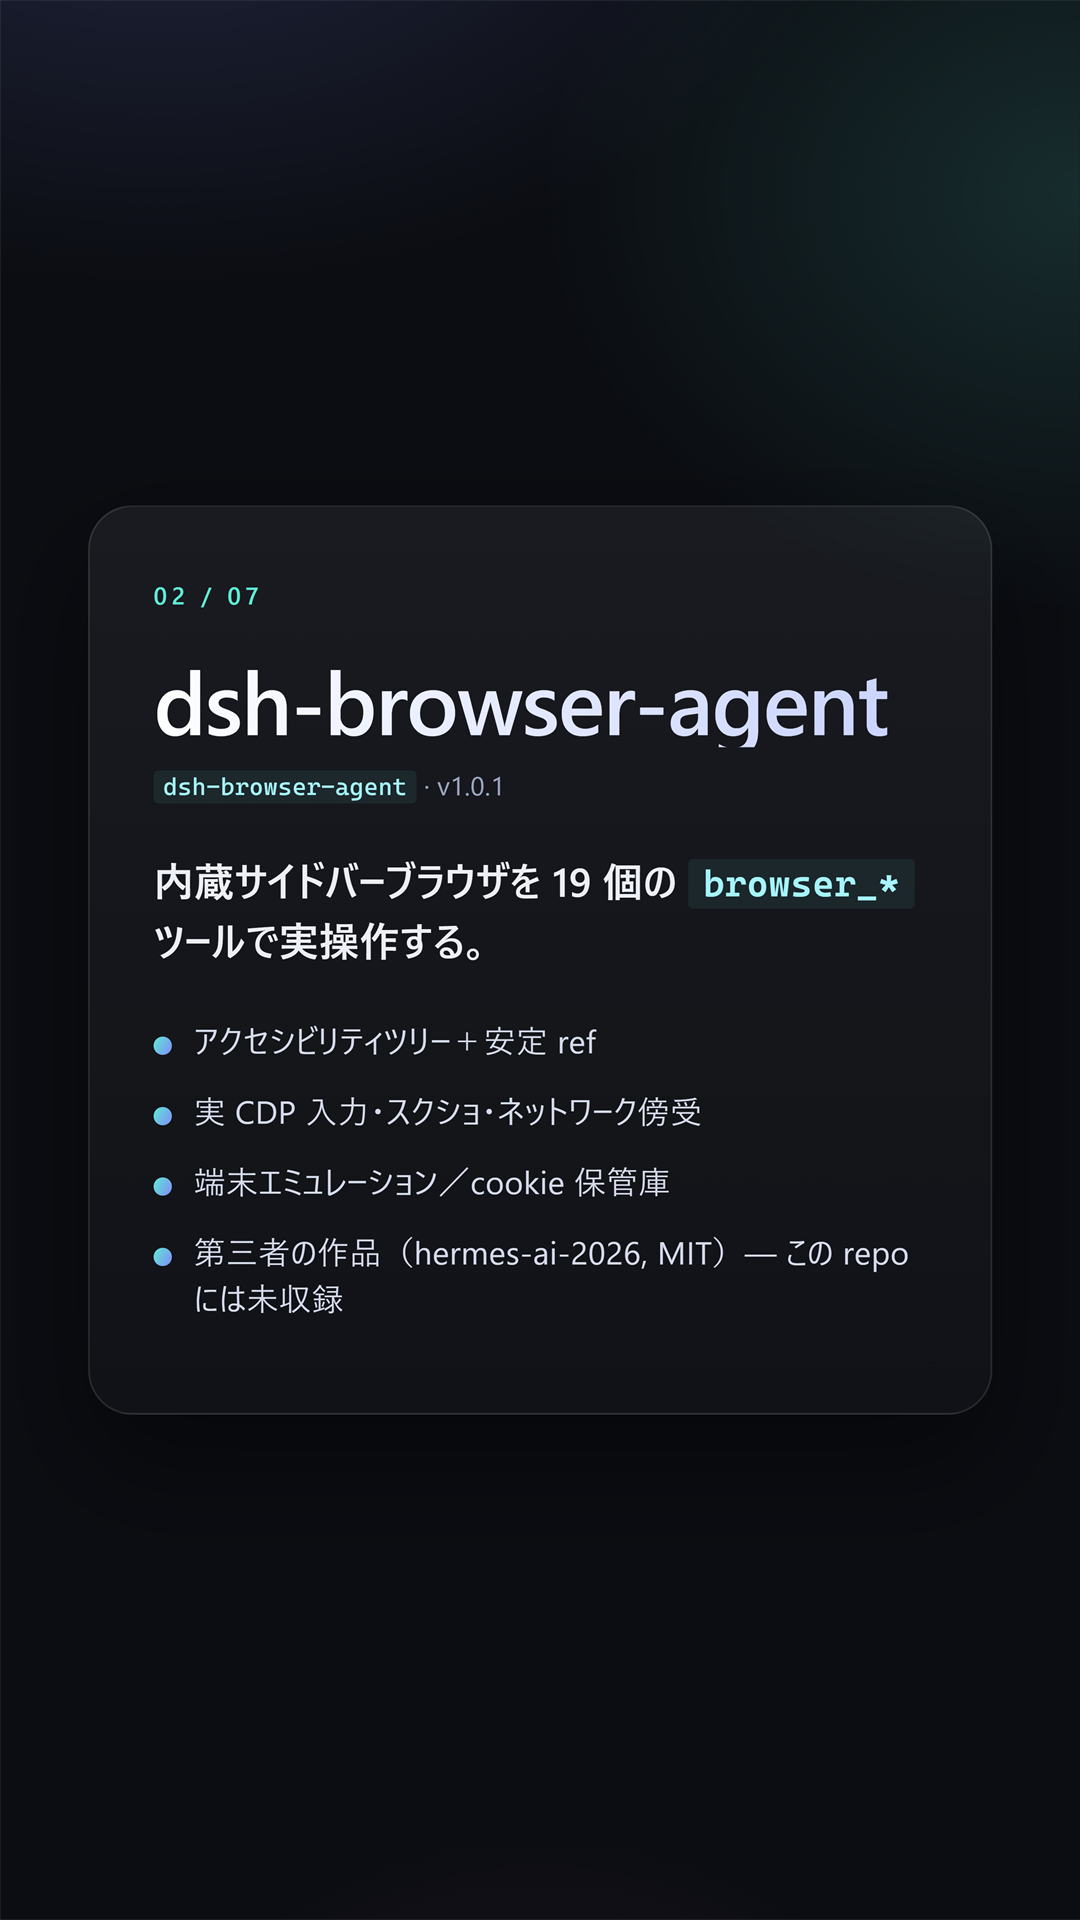 02 / 07
dsh-browser-agent
dsh-browser-agent · v1.0.1
内蔵サイドバーブラウザを 19 個の browser_*
ツールで実操作する。
アクセシビリティツリー＋安定 ref
実 CDP 入力・スクショ・ネットワーク傍受
端末エミュレーション／cookie 保管庫
第三者の作品（hermes-ai-2026, MIT）— この repo
には未収録